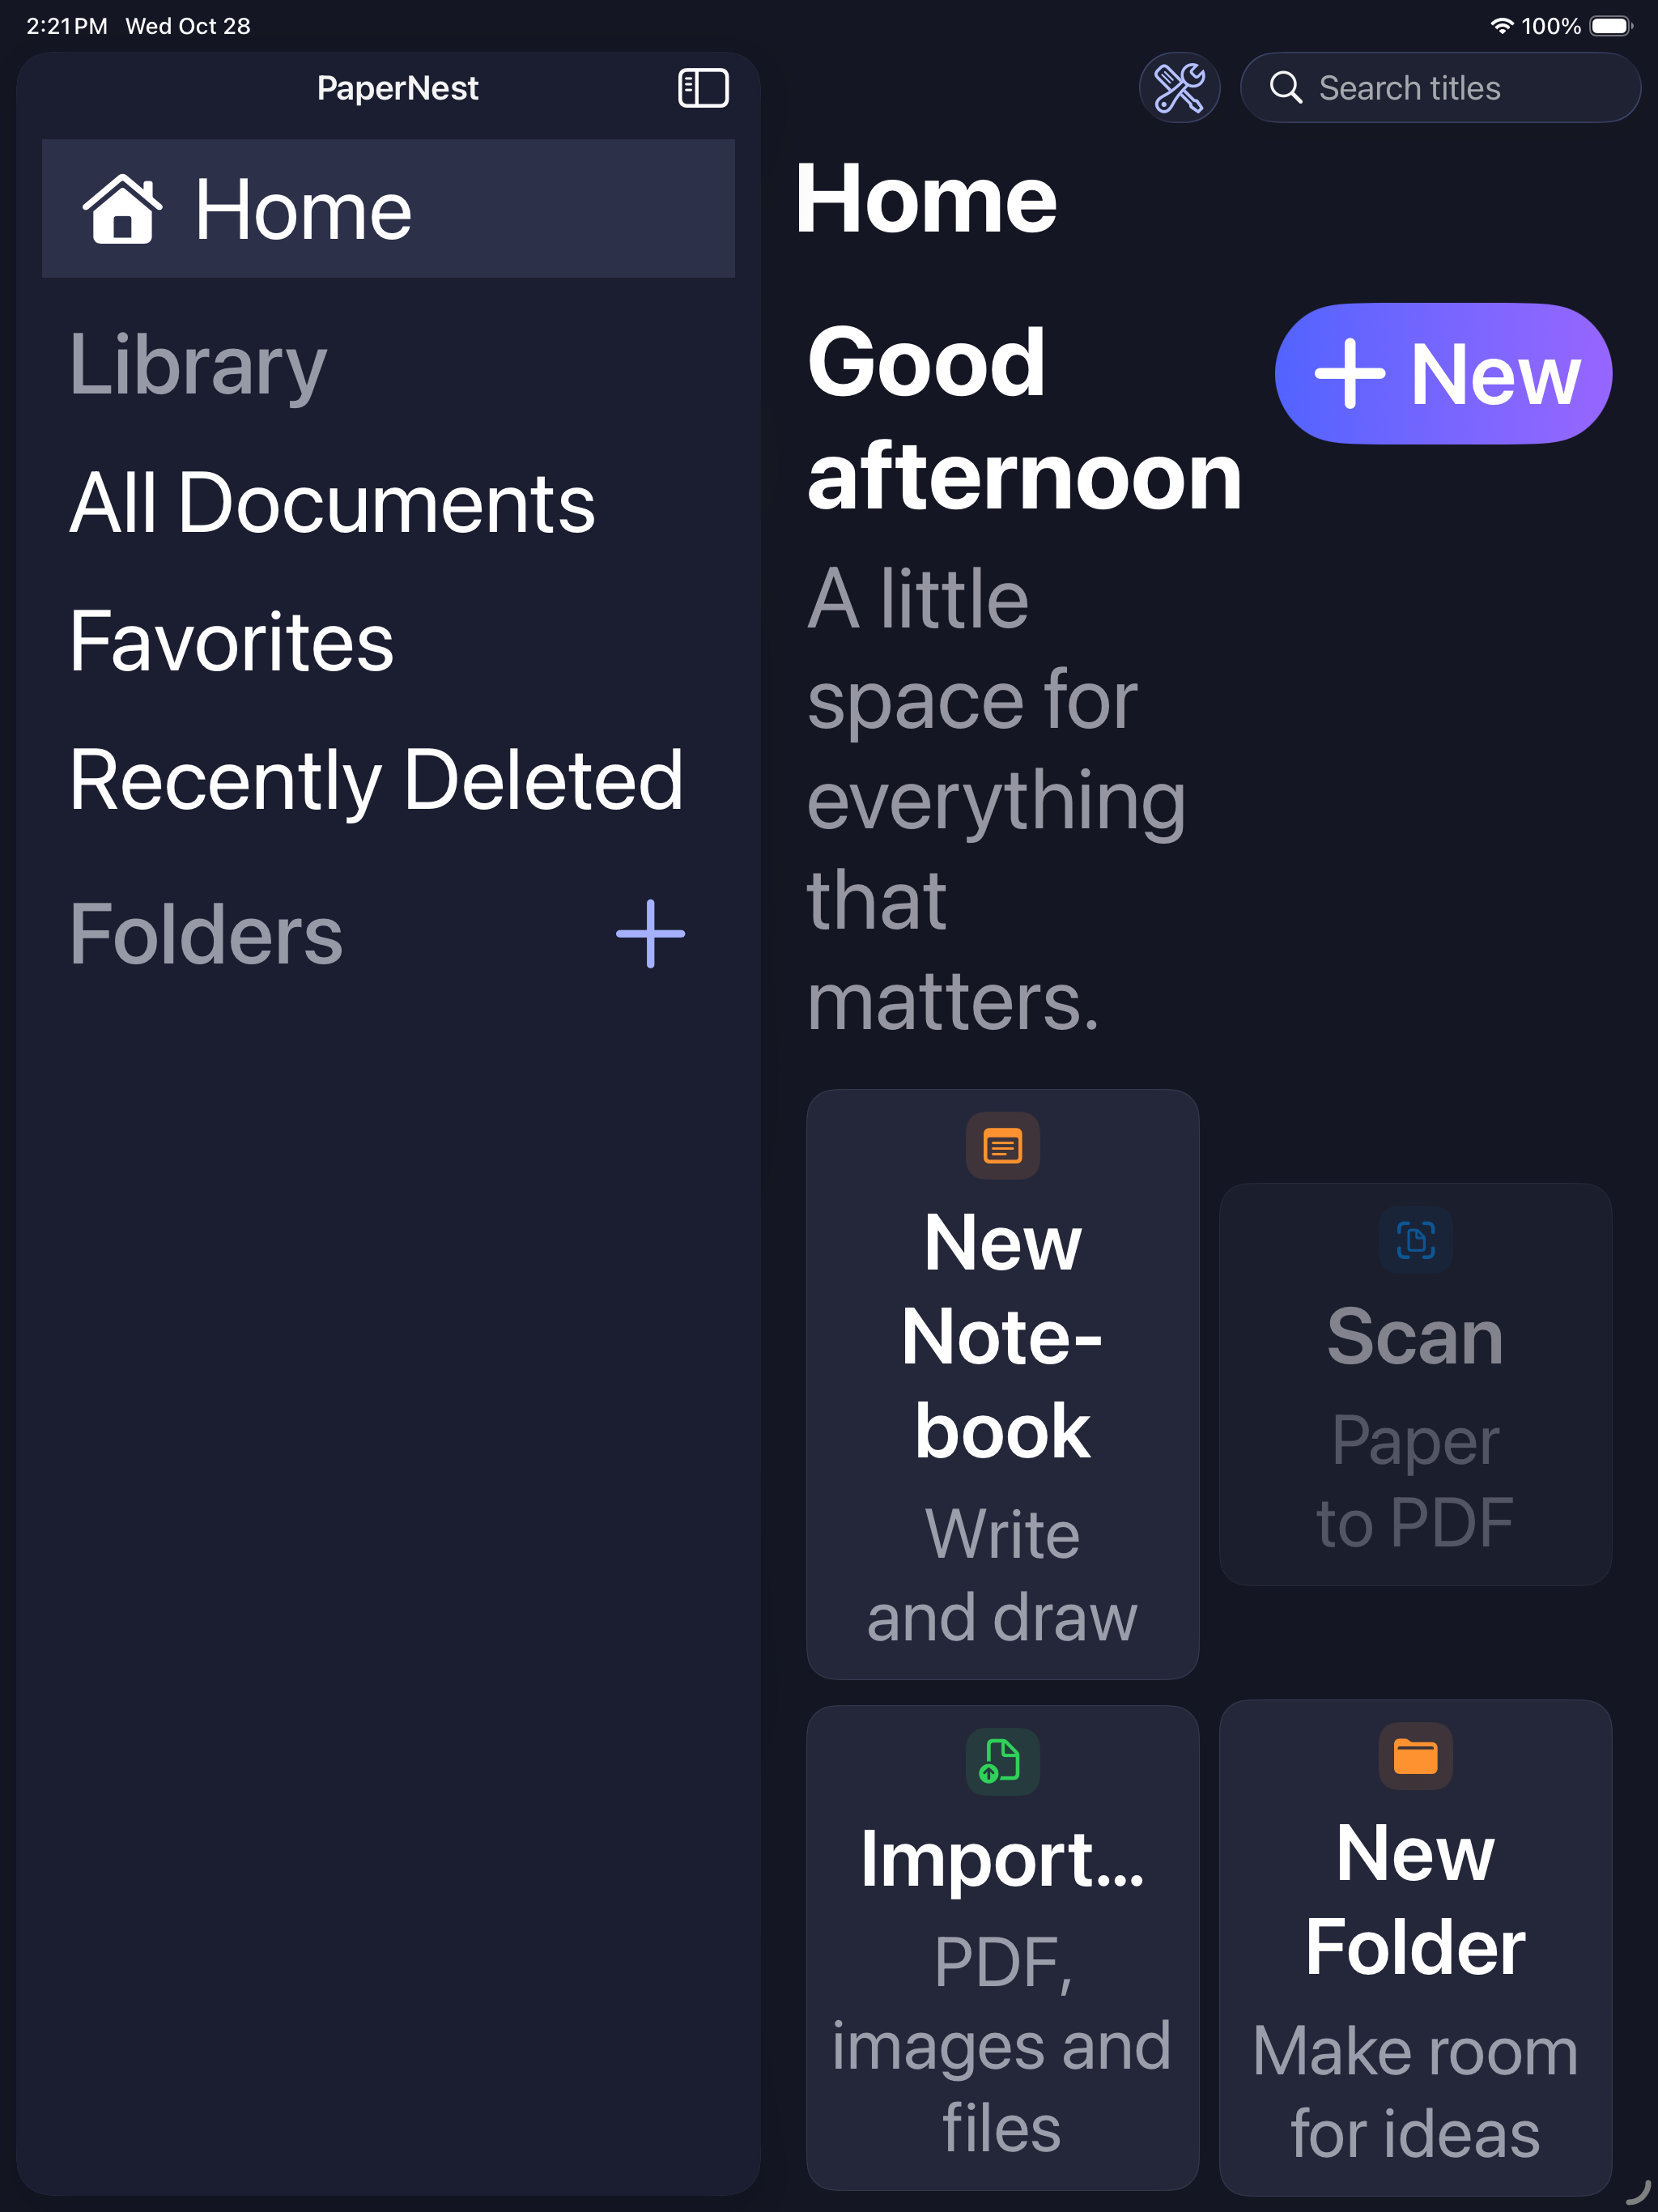 2:21 PM Wed Oct 28
100%
PaperNest
Search titles
Home
Library
All Documents
Favorites
Recently Deleted
Folders
Home
Good
afternoon
New
A little
space for
everything
that
matters.
New
Note-
book
Write
and draw
Scan
Paper
to PDF
Import...
PDF,
images and
files
New
Folder
Make room
for ideas